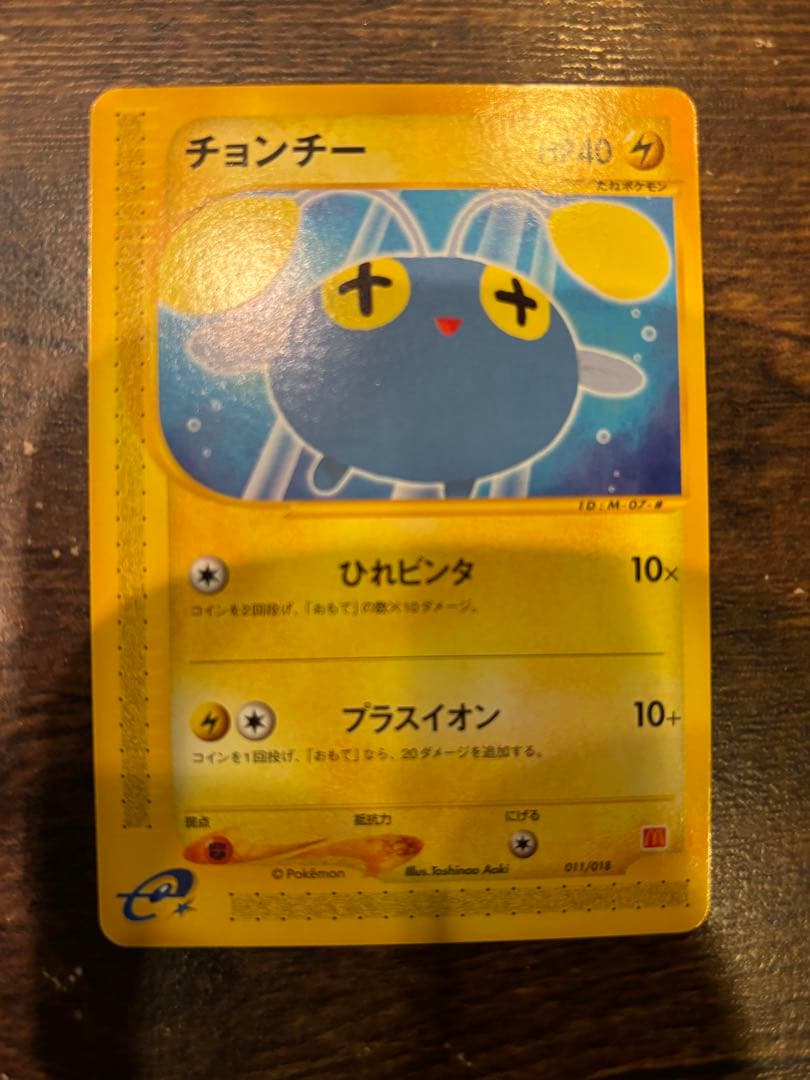 チョンチー HP40
たねポケモン
ID:M-07-#
ひれビンタ 10×
コインを2回投げ、「おもて」の数×10ダメージ。
プラスイオン 10+
コインを1回投げ、「おもて」なら、20ダメージを追加する。
弱点 抵抗力 にげる
©Pokémon Illus.Toshinao Aoki 011/018